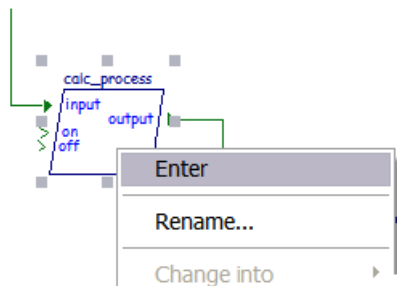 calc_process
input
output
on
off
Enter
Rename...
Change into